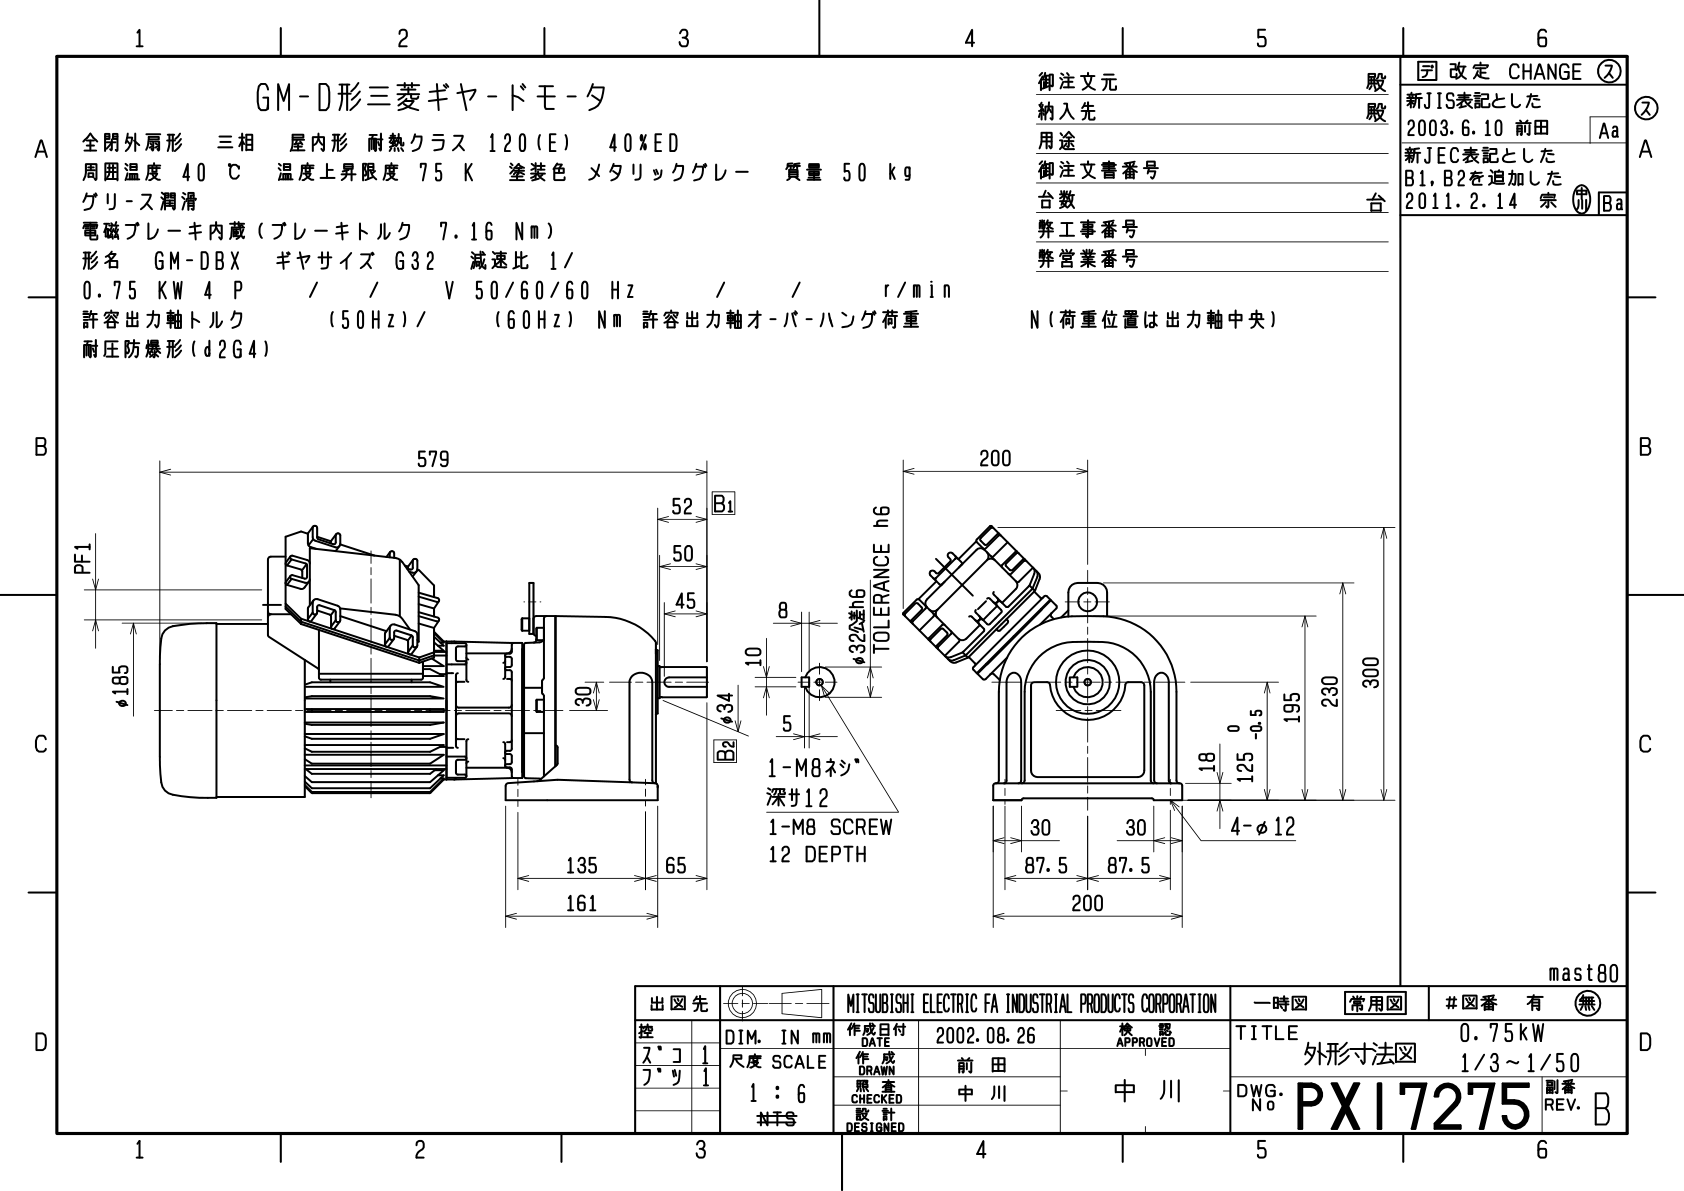 1 2 3 4 5 6
GM-D形三菱ギヤードモータ
全閉外扇形 三相 屋内形 耐熱クラス 120(E) 40%ED
周囲温度 40 ℃ 温度上昇限度 75 K 塗装色 メタリックグレー 質量 50 kg
グリース潤滑
電磁ブレーキ内蔵(ブレーキトルク 7.16 Nm)
形名 GM-DBX ギヤサイズ G32 減速比 1/
0.75 KW 4 P / / V 50/60/60 Hz / / r/min
許容出力軸トルク (50Hz)/ (60Hz) Nm 許容出力軸オーバーハング荷重 N(荷重位置は出力軸中央)
耐圧防爆形(d2G4)
御注文元 殿
納入先 殿
用途
御注文書番号
台数 台
弊工事番号
弊営業番号
デ 改定 CHANGE ス
新JIS表記とした
2003.6.10 前田 Aa
新JEC表記とした
B1,B2を追加した
2011.2.14 宗 中川 Ba
ス
A
A
B
B
C
C
D
D
579
52 B1
50
45
PF1
φ185
30
φ34
B2
8
10
5
φ32公差h6
TOLERANCE h6
1-M8ネジ
深サ12
1-M8 SCREW
12 DEPTH
135
65
161
200
300
230
195
125 0 -0.5
18
4-φ12
30
30
87.5
87.5
200
mast80
出図先
控
ズコ 1
ブツ 1
DIM. IN mm
尺度 SCALE
1 : 6
NTS
MITSUBISHI ELECTRIC FA INDUSTRIAL PRODUCTS CORPORATION
作成日付 DATE 2002.08.26
作成 DRAWN 前田
照査 CHECKED 中川
設計 DESIGNED
検認 APPROVED
中川
一時図 常用図 #図番 有 無
TITLE 0.75kW
外形寸法図 1/3~1/50
DWG. No PX17275 副番 REV. B
1 2 3 4 5 6